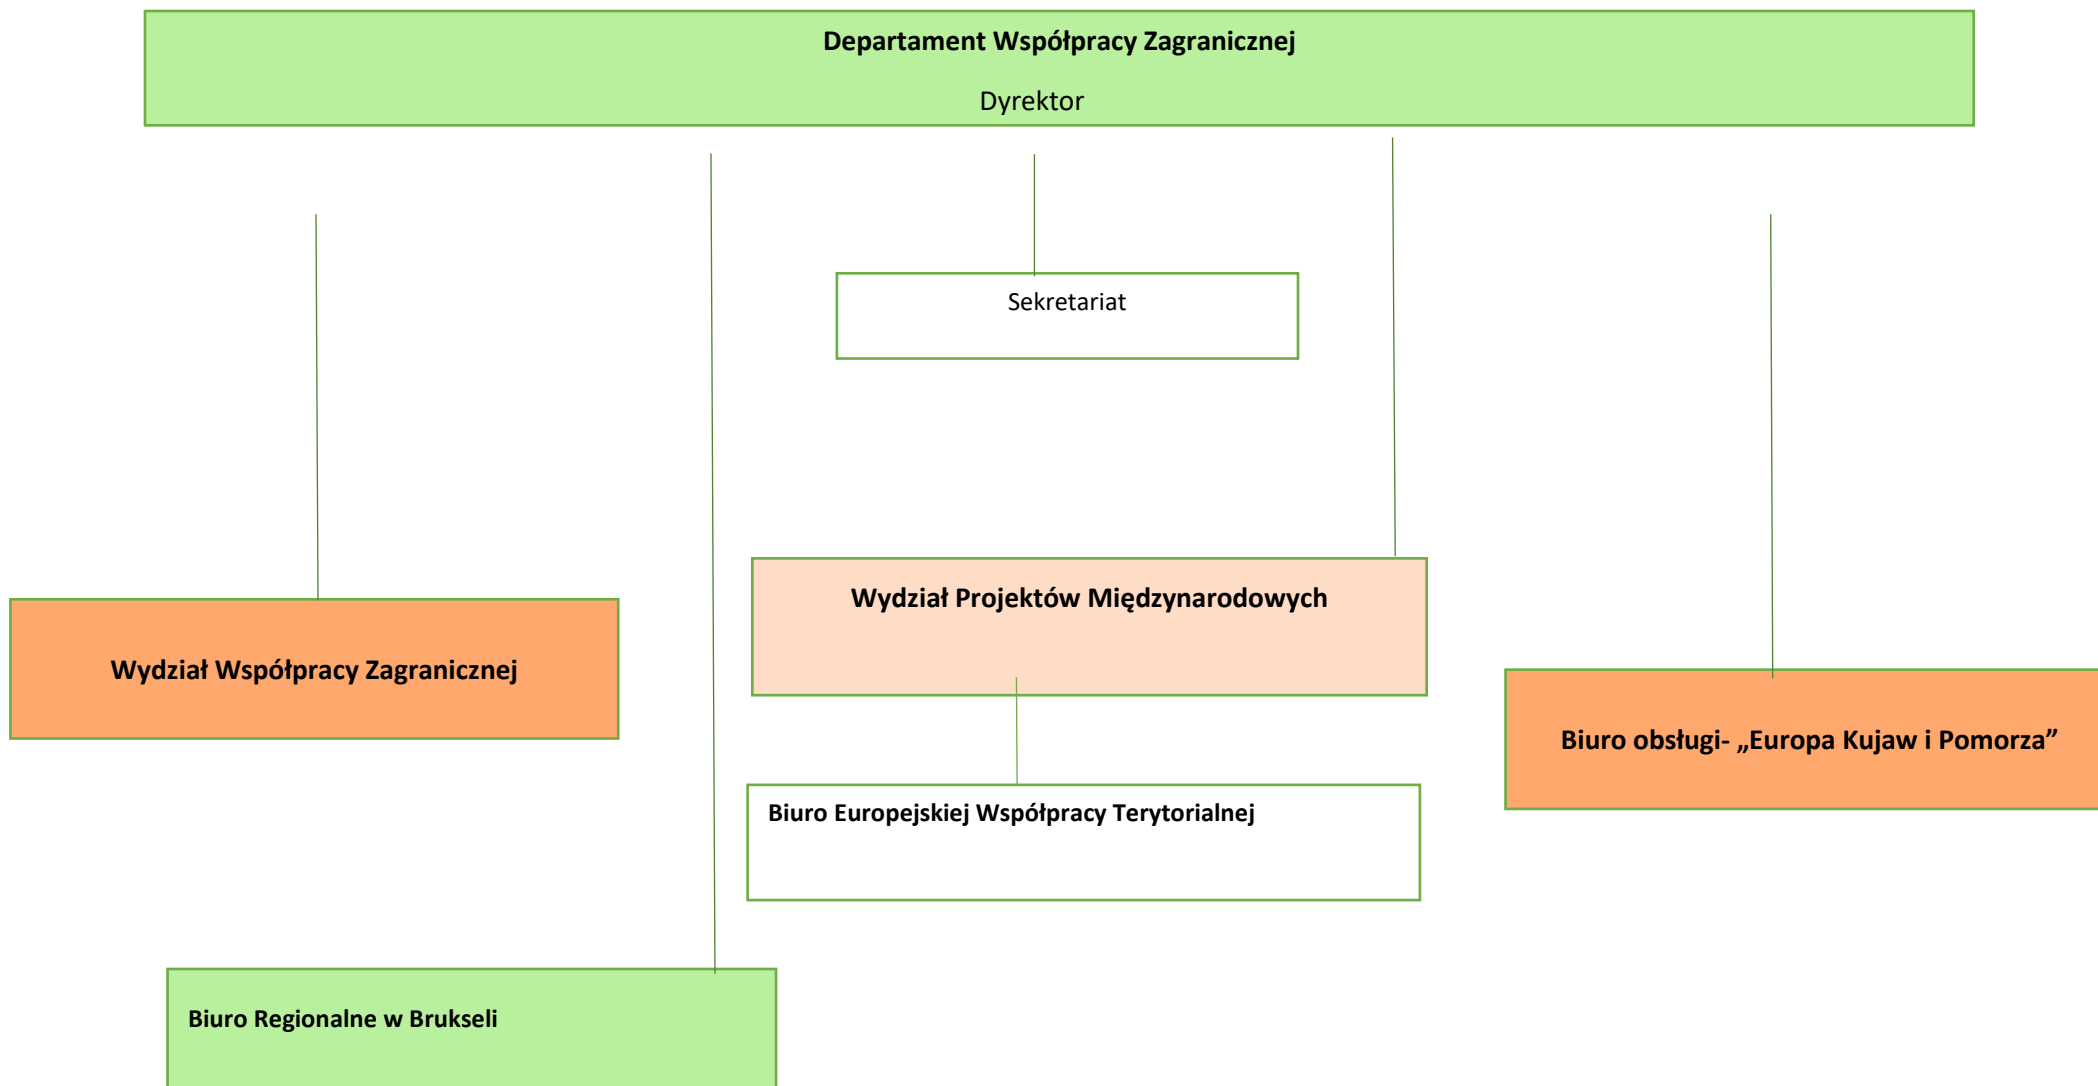 Departament Współpracy Zagranicznej
Dyrektor
Sekretariat
Wydział Projektów Międzynarodowych
Wydział Współpracy Zagranicznej
Biuro obsługi- „Europa Kujaw i Pomorza”
Biuro Europejskiej Współpracy Terytorialnej
Biuro Regionalne w Brukseli